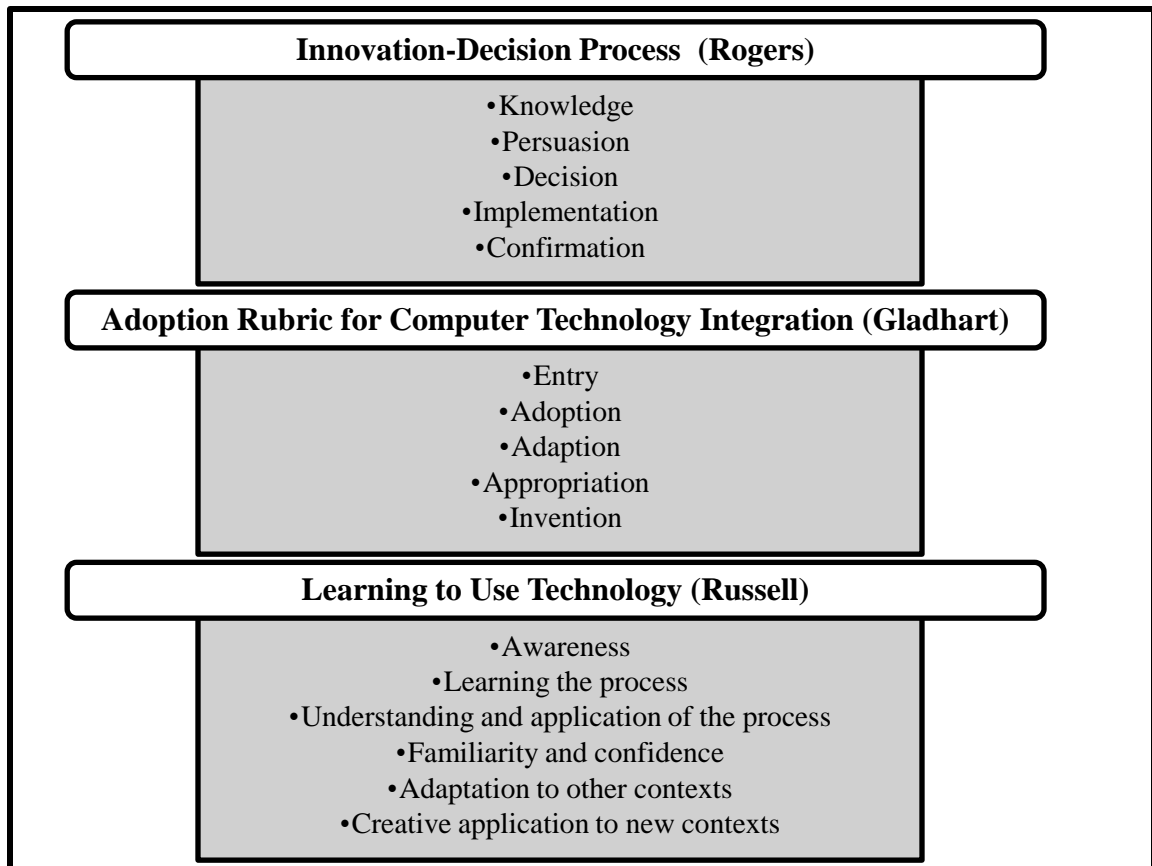 Innovation-Decision Process  (Rogers)
•Knowledge
•Persuasion
•Decision
•Implementation
•Confirmation
Adoption Rubric for Computer Technology Integration (Gladhart)
•Entry
•Adoption
•Adaption
•Appropriation
•Invention
Learning to Use Technology (Russell)
•Awareness
•Learning the process
•Understanding and application of the process
•Familiarity and confidence
•Adaptation to other contexts
•Creative application to new contexts